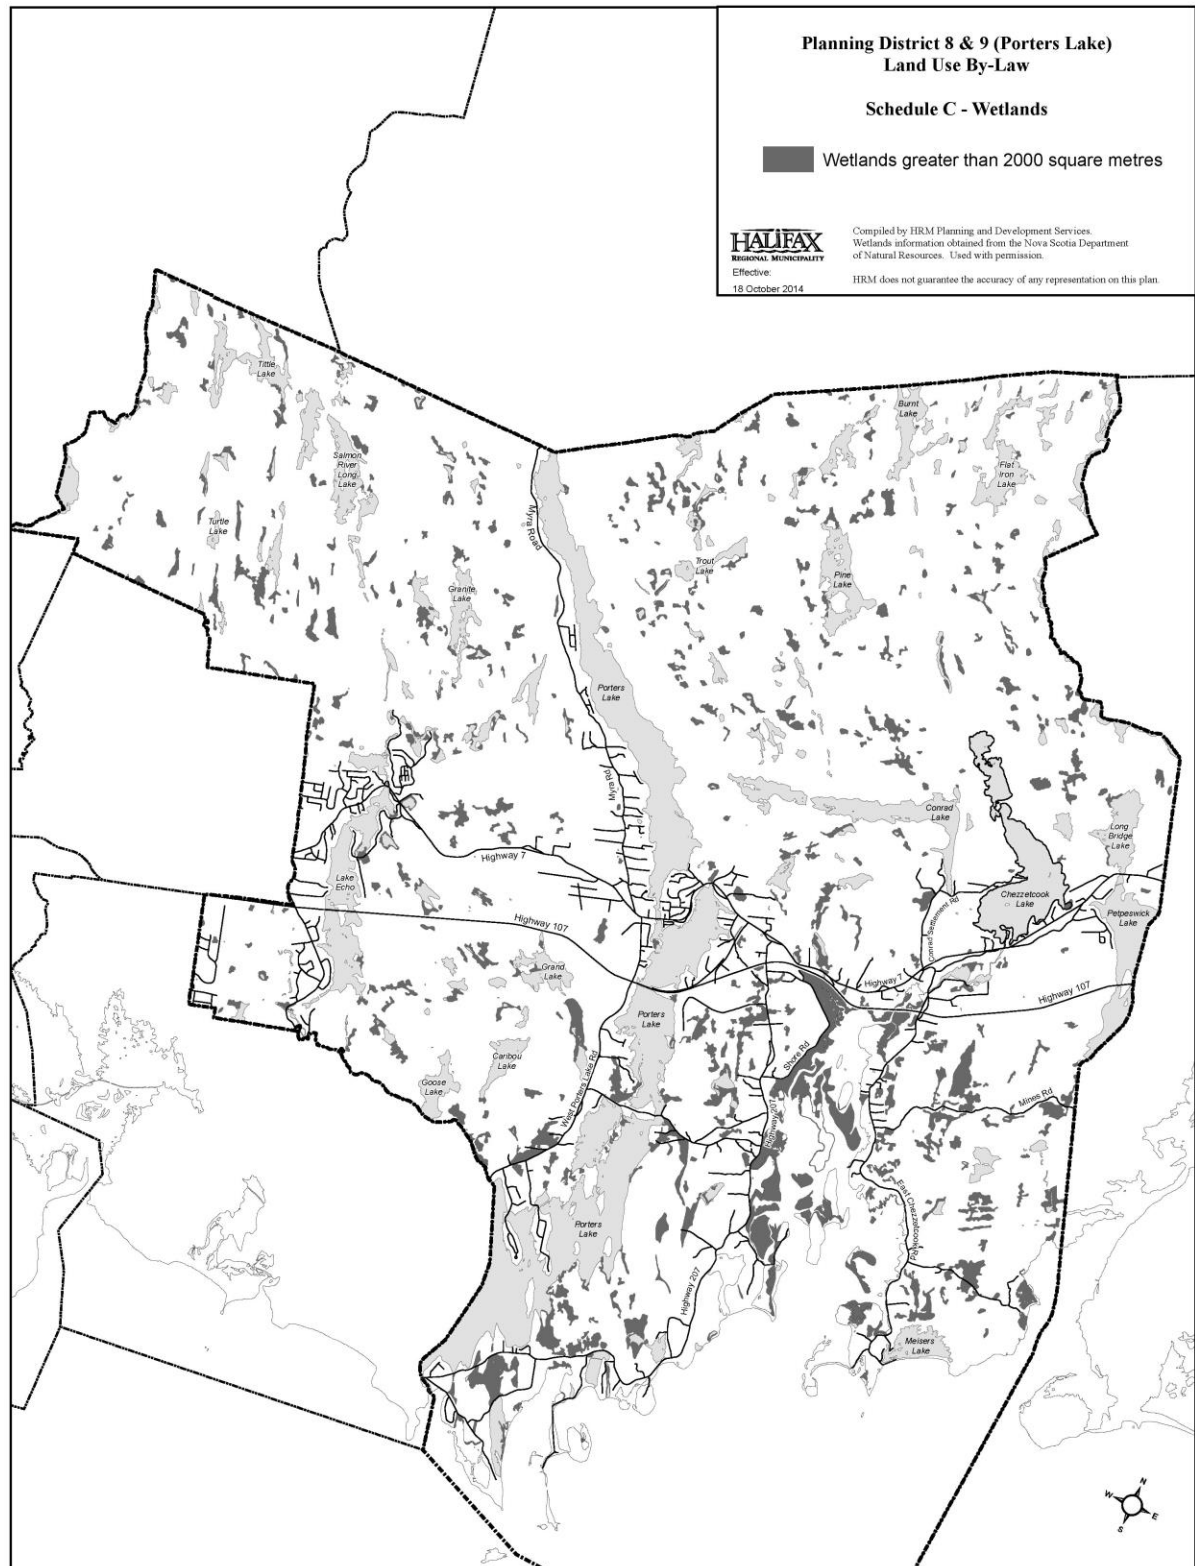 Planning District 8 & 9 (Porters Lake)
Land Use By-Law
Schedule C - Wetlands
Wetlands greater than 2000 square metres
HALIFAX
REGIONAL MUNICIPALITY
Effective:
18 October 2014
Compiled by HRM Planning and Development Services.
Wetlands information obtained from the Nova Scotia Department
of Natural Resources. Used with permission.
HRM does not guarantee the accuracy of any representation on this plan.
Tittle
Lake
Burnt
Lake
Salmon
River
Long
Lake
Flat
Iron
Lake
Turtle
Lake
Myra Road
Trout
Lake
Pine
Lake
Granite
Lake
Porters
Lake
Myra Rd
Conrad
Lake
Long
Bridge
Lake
Highway 7
Lake
Echo
Chezzetcook
Lake
Petpeswick
Lake
Conrad Settlement Rd
Highway 107
Grand
Lake
Highway 7
Highway 107
Porters
Lake
Shore Rd
Caribou
Lake
Goose
Lake
West Porters Lake Rd
Mines Rd
Highway 207
East Chezzetcook Rd
Porters
Lake
Highway 207
Meisers
Lake
N
W
E
S